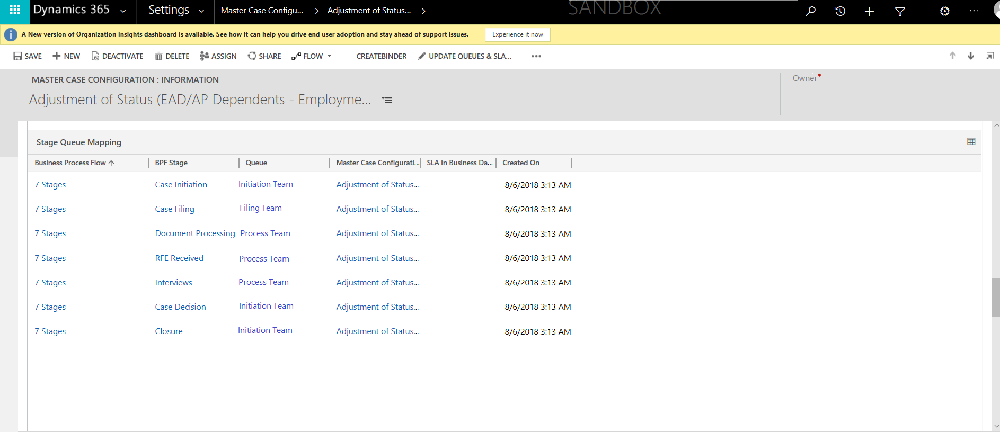 Dynamics 365 Settings Master Case Configu... Adjustment of Status... SANDBOX
A New version of Organization Insights dashboard is available. See how it can help you drive end user adoption and stay ahead of support issues. Experience it now
SAVE NEW DEACTIVATE DELETE ASSIGN SHARE FLOW CREATEBINDER UPDATE QUEUES & SLA...
MASTER CASE CONFIGURATION : INFORMATION
Owner*
Adjustment of Status (EAD/AP Dependents - Employme...
Stage Queue Mapping
Business Process Flow BPF Stage Queue Master Case Configurati... SLA in Business Da... Created On
7 Stages Case Initiation Initiation Team Adjustment of Status... 8/6/2018 3:13 AM
7 Stages Case Filing Filing Team Adjustment of Status... 8/6/2018 3:13 AM
7 Stages Document Processing Process Team Adjustment of Status... 8/6/2018 3:13 AM
7 Stages RFE Received Process Team Adjustment of Status... 8/6/2018 3:13 AM
7 Stages Interviews Process Team Adjustment of Status... 8/6/2018 3:13 AM
7 Stages Case Decision Initiation Team Adjustment of Status... 8/6/2018 3:13 AM
7 Stages Closure Initiation Team Adjustment of Status... 8/6/2018 3:13 AM